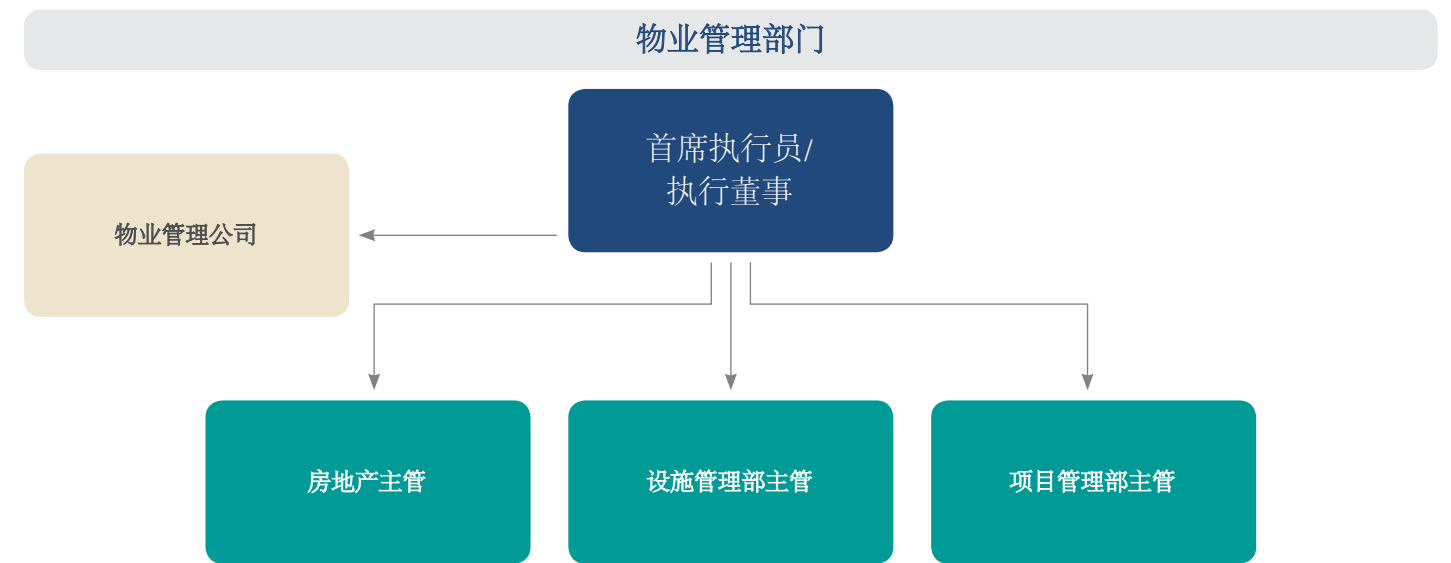 物业管理部门
首席执行员/
执行董事
物业管理公司
房地产主管
设施管理部主管
项目管理部主管